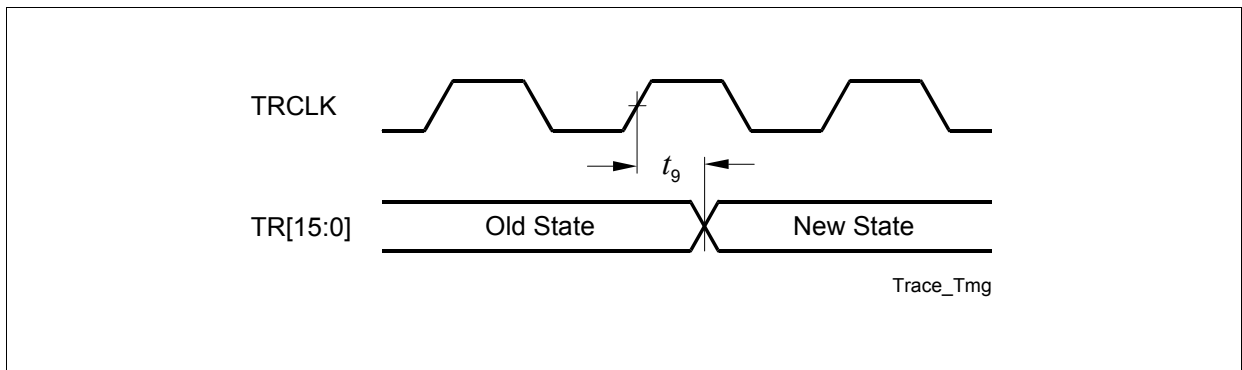 TRCLK
t9
TR[15:0]
Old State
New State
Trace_Tmg